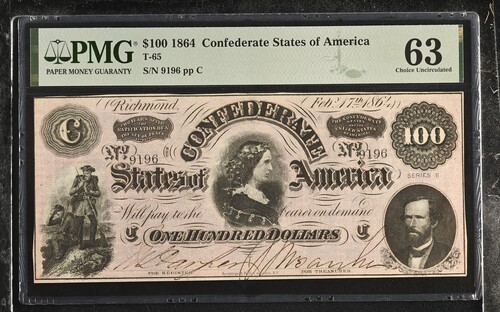 PMG
PAPER MONEY GUARANTY
$100 1864 Confederate States of America
T-65
S/N 9196 pp C
63
Choice Uncirculated
Richmond,
Feb. 17th 1864
C
CONFEDERATE
100
No 9196
No 9196
States of America
SERIES II
Will pay to the bearer on demand
C ONE HUNDRED DOLLARS C
FOR REGISTER
FOR TREASURER